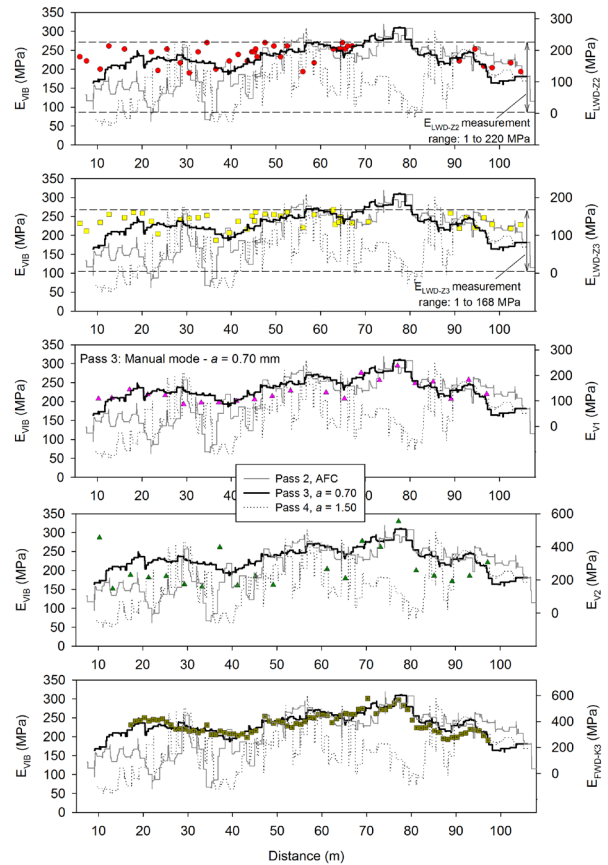 350
300
250
200
150
100
50
0
E_VIB (MPa)
300
200
100
0
E_LWD-Z2 (MPa)
E_LWD-Z2 measurement
range: 1 to 220 MPa
10 20 30 40 50 60 70 80 90 100
350
300
250
200
150
100
50
0
E_VIB (MPa)
200
100
0
E_LWD-Z3 (MPa)
E_LWD-Z3 measurement
range: 1 to 168 MPa
10 20 30 40 50 60 70 80 90 100
Pass 3: Manual mode - a = 0.70 mm
350
300
250
200
150
100
50
0
E_VIB (MPa)
300
200
100
0
E_V1 (MPa)
10 20 30 40 50 60 70 80 90 100
Pass 2, AFC
Pass 3, a = 0.70
Pass 4, a = 1.50
350
300
250
200
150
100
50
0
E_VIB (MPa)
600
400
200
0
E_V2 (MPa)
10 20 30 40 50 60 70 80 90 100
350
300
250
200
150
100
50
0
E_VIB (MPa)
600
400
200
0
E_FWD-K3 (MPa)
10 20 30 40 50 60 70 80 90 100
Distance (m)